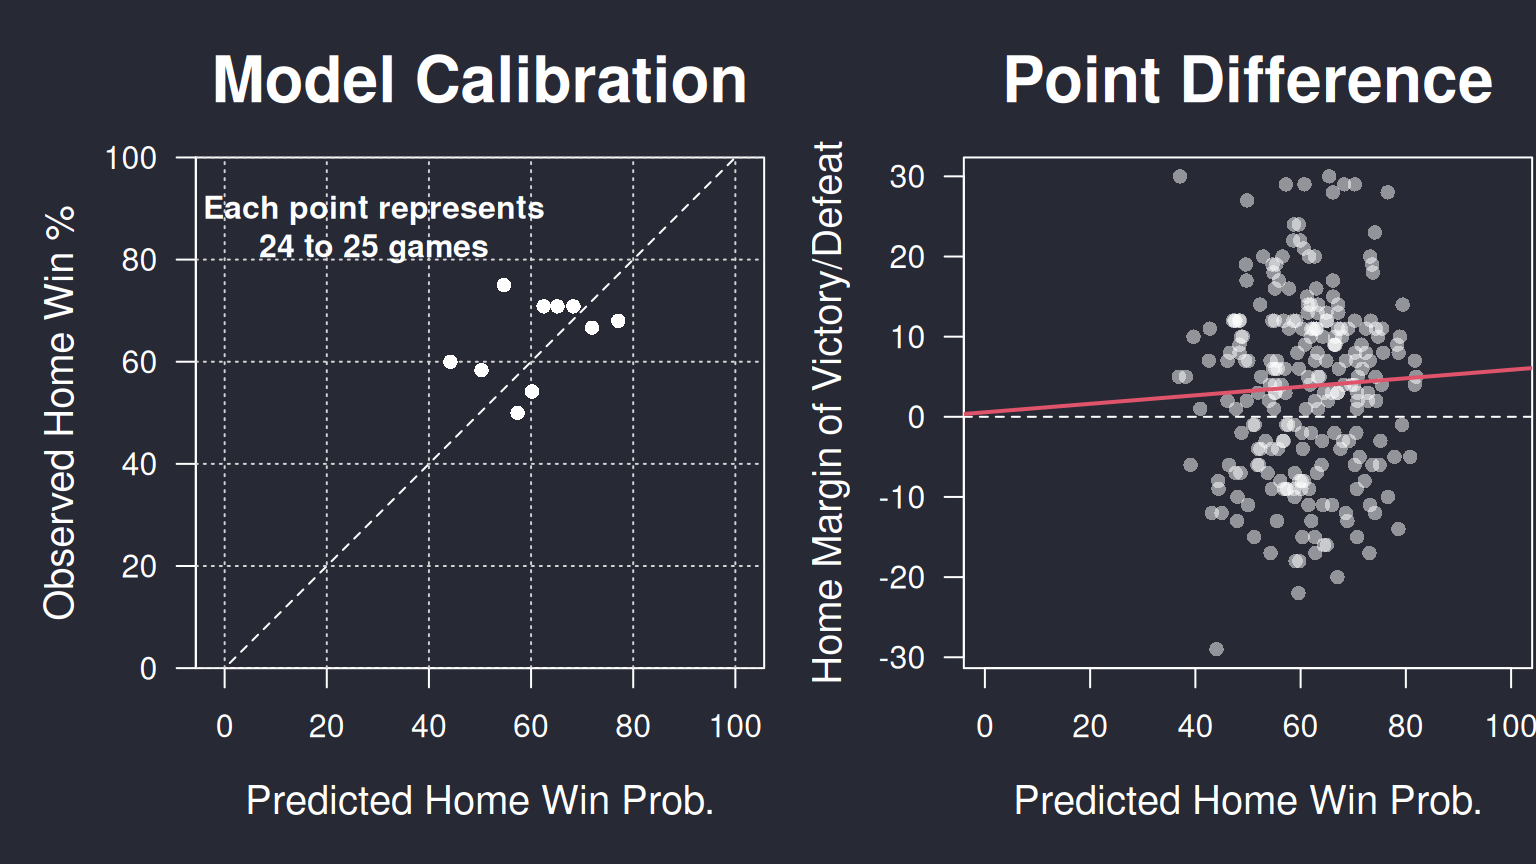 Model Calibration
Each point represents
24 to 25 games
100
80
60
40
20
0
0 20 40 60 80 100
Observed Home Win %
Predicted Home Win Prob.
Point Difference
30
20
10
0
-10
-20
-30
0 20 40 60 80 100
Home Margin of Victory/Defeat
Predicted Home Win Prob.